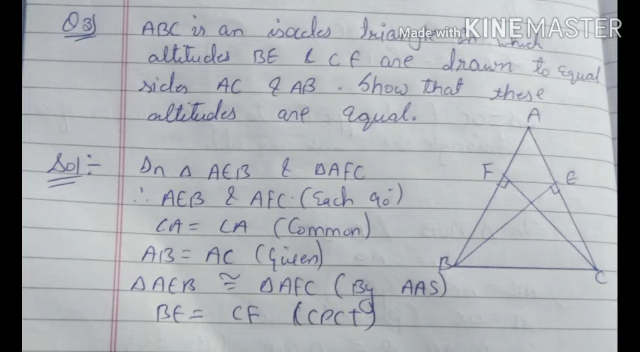 Q3) ABC is an isoceles triangle in which
Made with KINEMASTER
altitudes BE & CF are drawn to equal
sides AC & AB. Show that these
altitudes are equal.
A
Sol:- In △ AEB & △AFC
F E
∴ AEB & AFC (Each 90°)
∠A = ∠A (Common)
AB = AC (Given)
B C
△AEB ≅ △AFC (By AAS)
BE = CF (CPCT)